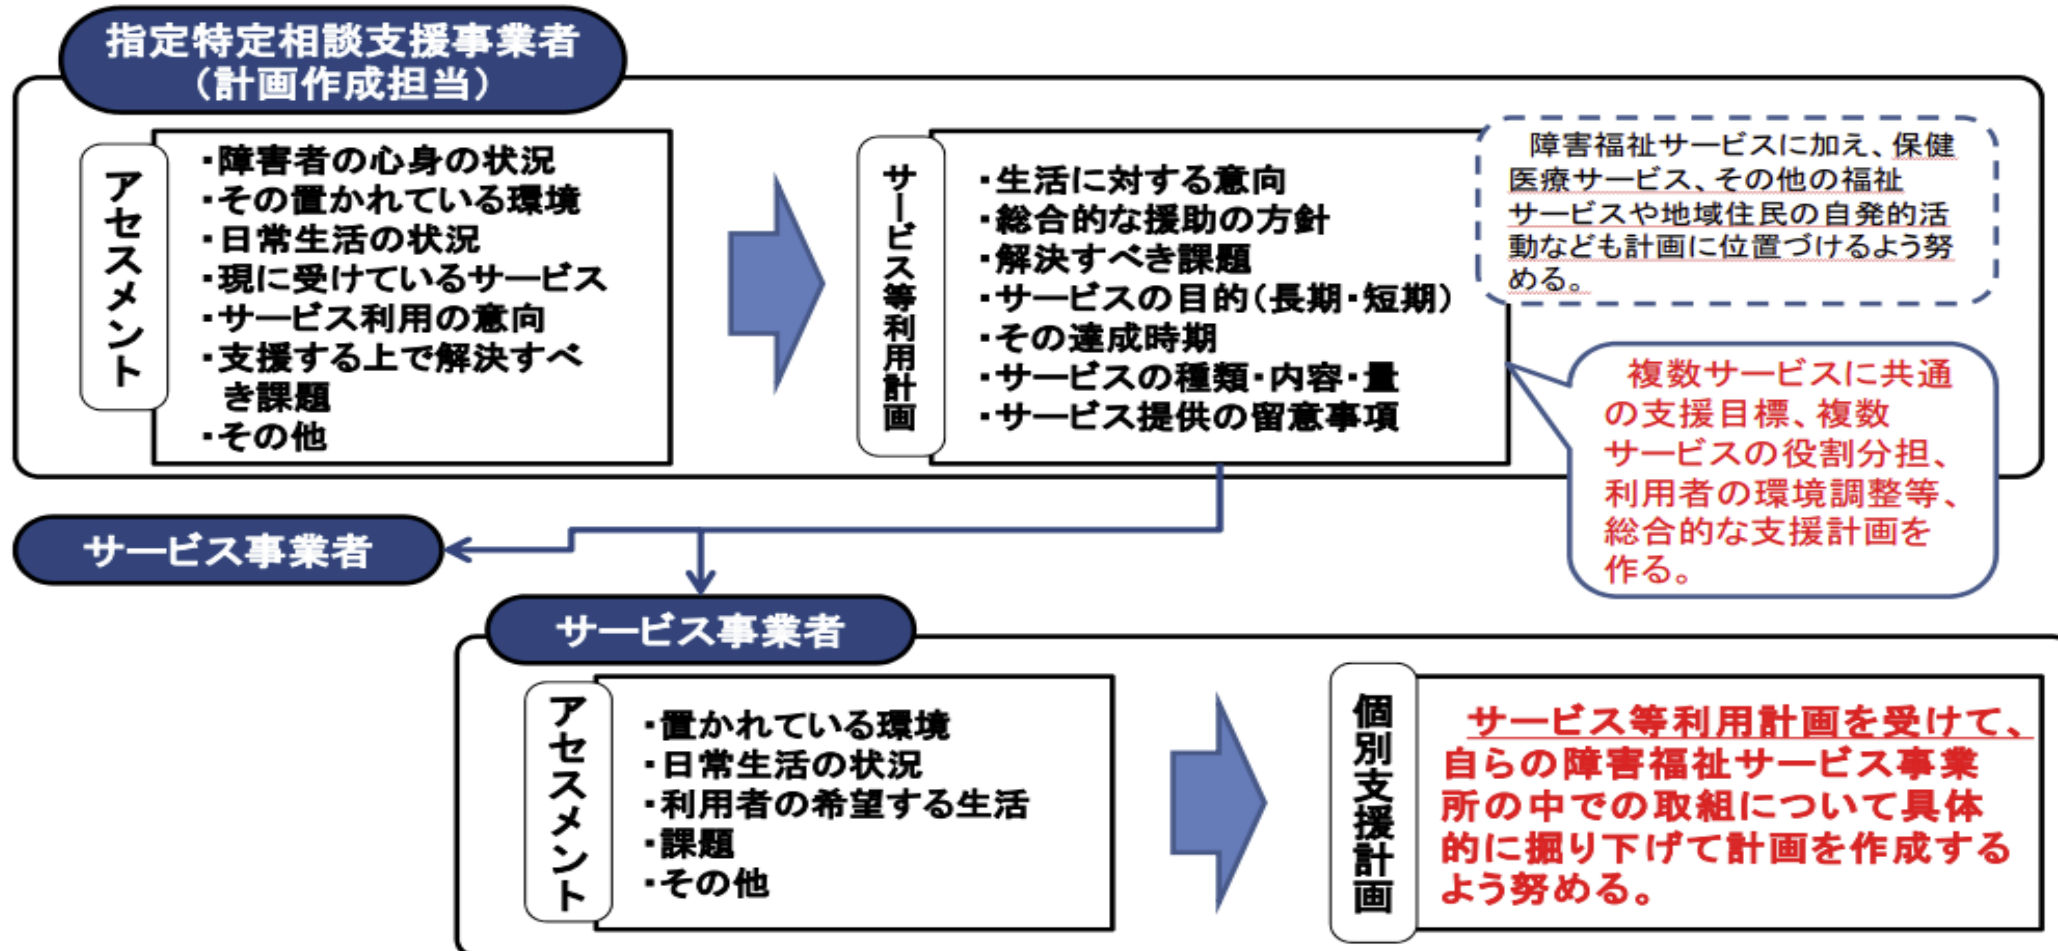 指定特定相談支援事業者
（計画作成担当）
アセスメント
・障害者の心身の状況
・その置かれている環境
・日常生活の状況
・現に受けているサービス
・サービス利用の意向
・支援する上で解決すべ
き課題
・その他
サービス等利用計画
・生活に対する意向
・総合的な援助の方針
・解決すべき課題
・サービスの目的（長期・短期）
・その達成時期
・サービスの種類・内容・量
・サービス提供の留意事項
障害福祉サービスに加え、保健
医療サービス、その他の福祉
サービスや地域住民の自発的活
動なども計画に位置づけるよう努
める。
複数サービスに共通
の支援目標、複数
サービスの役割分担、
利用者の環境調整等、
総合的な支援計画を
作る。
サービス事業者
サービス事業者
アセスメント
・置かれている環境
・日常生活の状況
・利用者の希望する生活
・課題
・その他
個別支援計画
サービス等利用計画を受けて、
自らの障害福祉サービス事業
所の中での取組について具体
的に掘り下げて計画を作成する
よう努める。